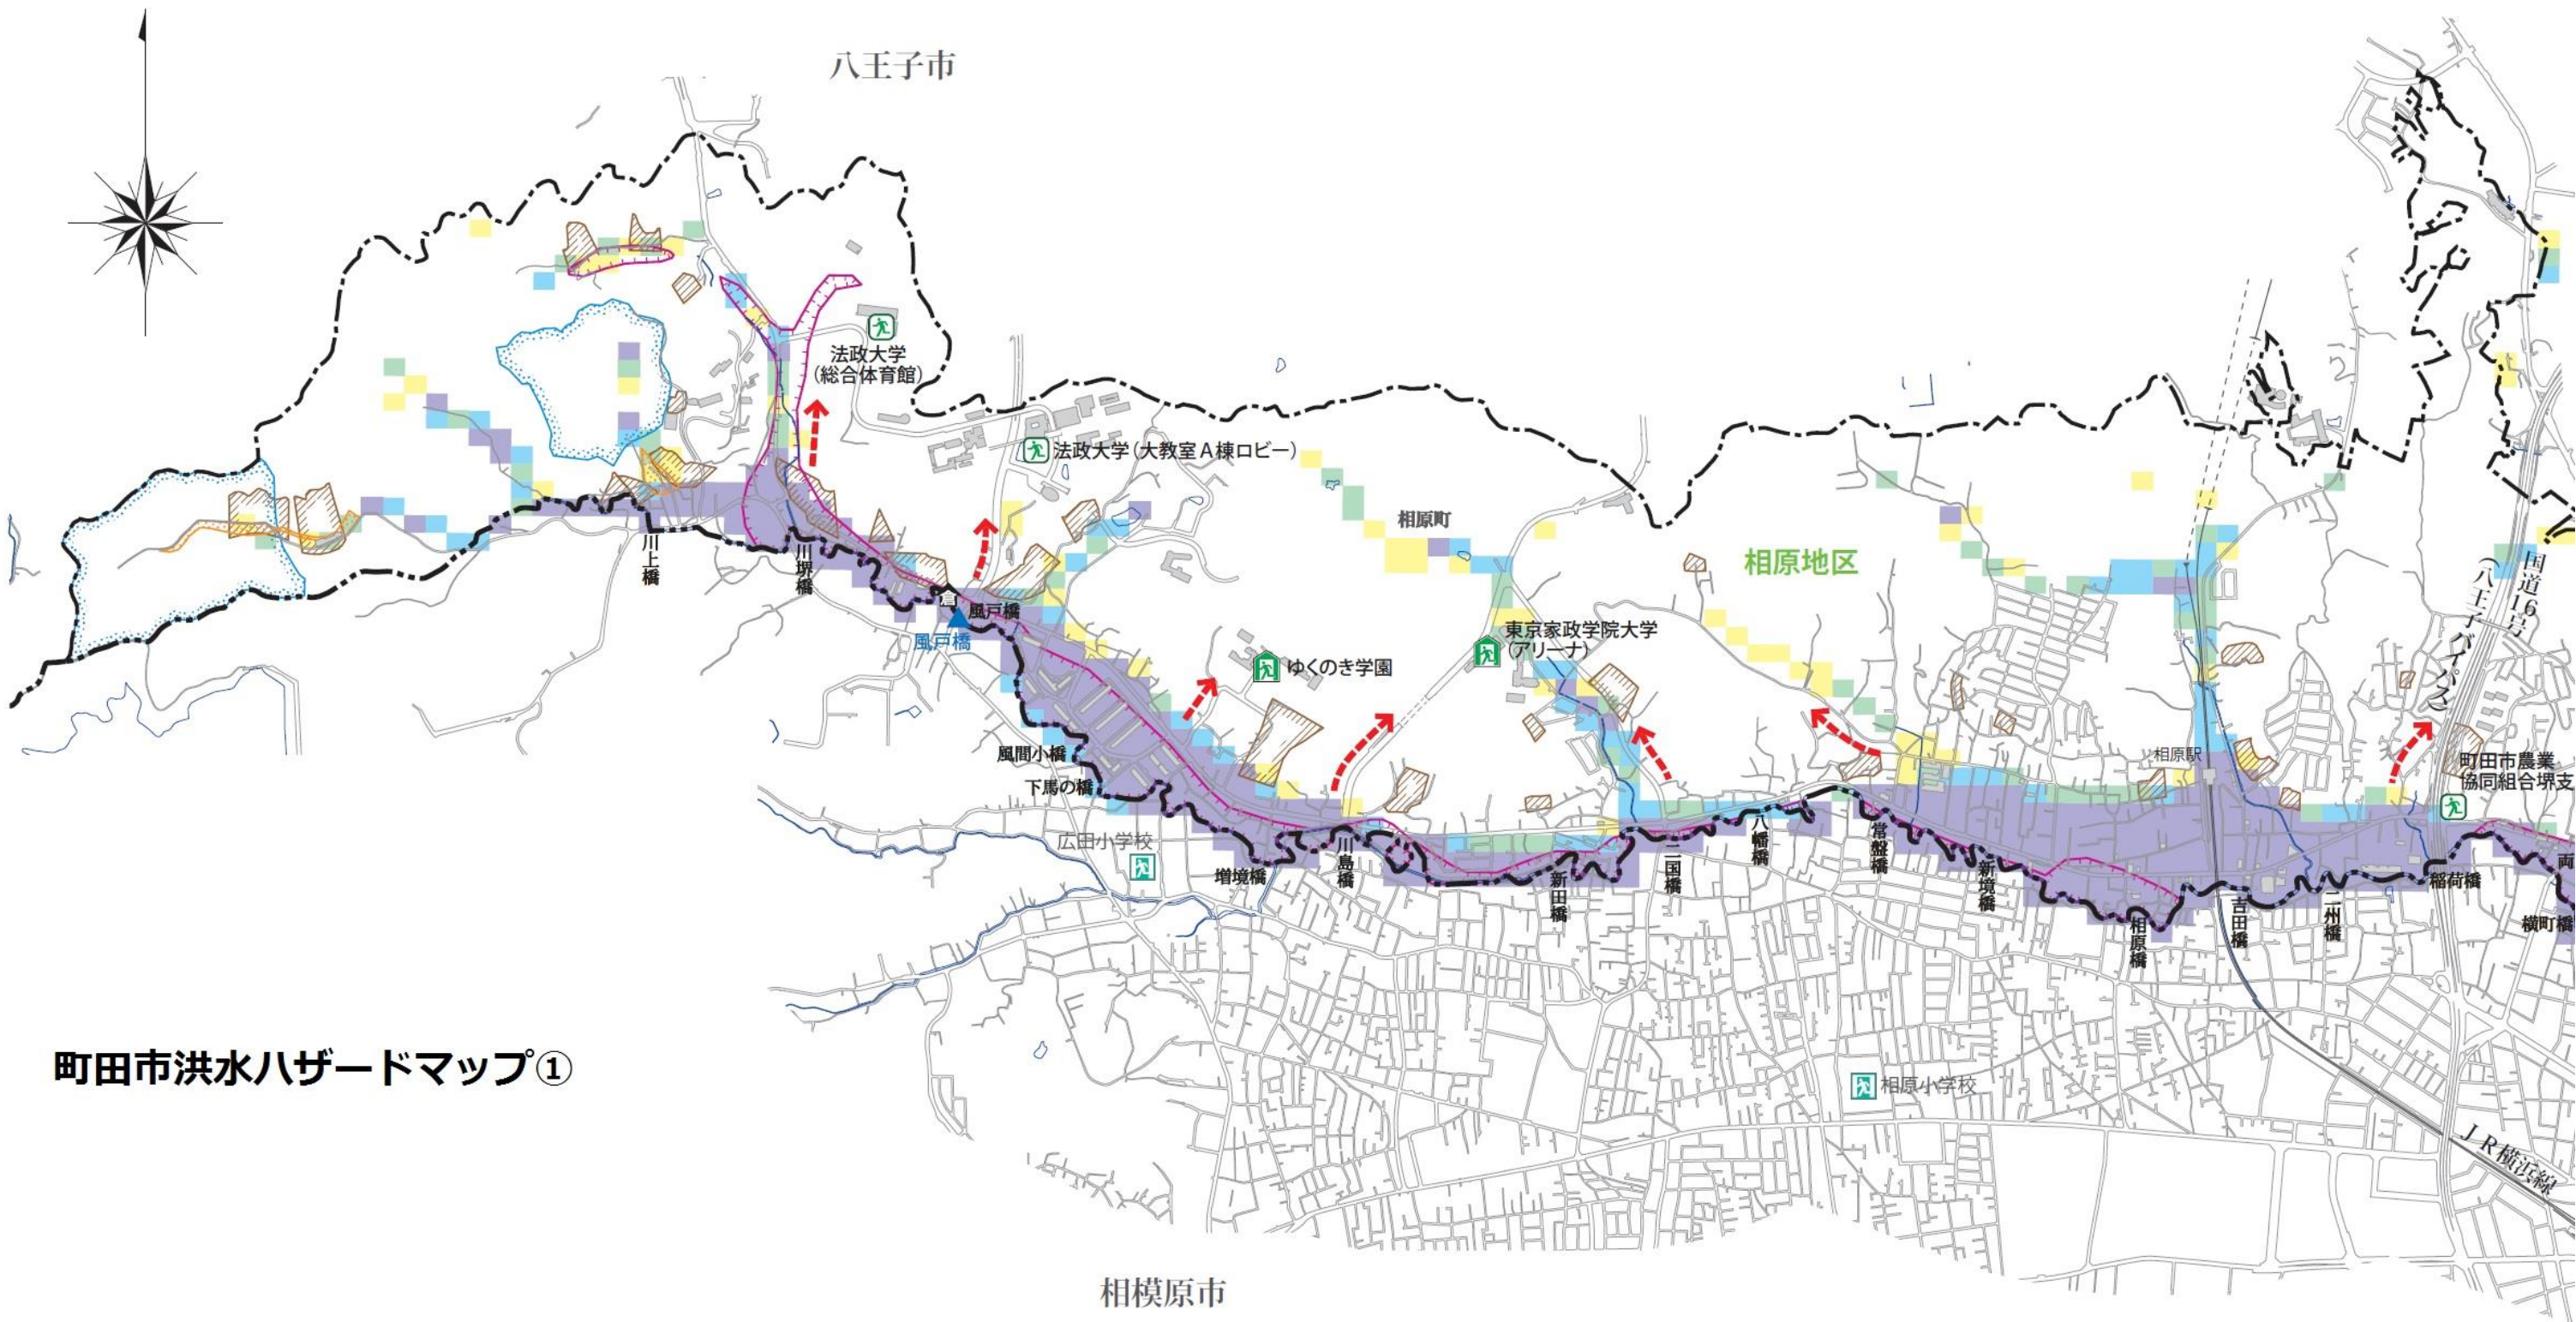 八王子市
法政大学
(総合体育館)
法政大学(大教室A棟ロビー)
相原町
相原地区
国道16号
(八王子バイパス)
川上橋
川堺橋
倉
風戸橋
風戸橋
ゆくのき学園
東京家政学院大学
(アリーナ)
風間小橋
下馬の橋
広田小学校
増境橋
川島橋
新田橋
二国橋
八幡橋
常盤橋
新境橋
相原橋
相原駅
吉田橋
二州橋
稲荷橋
町田市農業
協同組合堺支
両
横町橋
町田市洪水ハザードマップ①
相原小学校
JR横浜線
相模原市